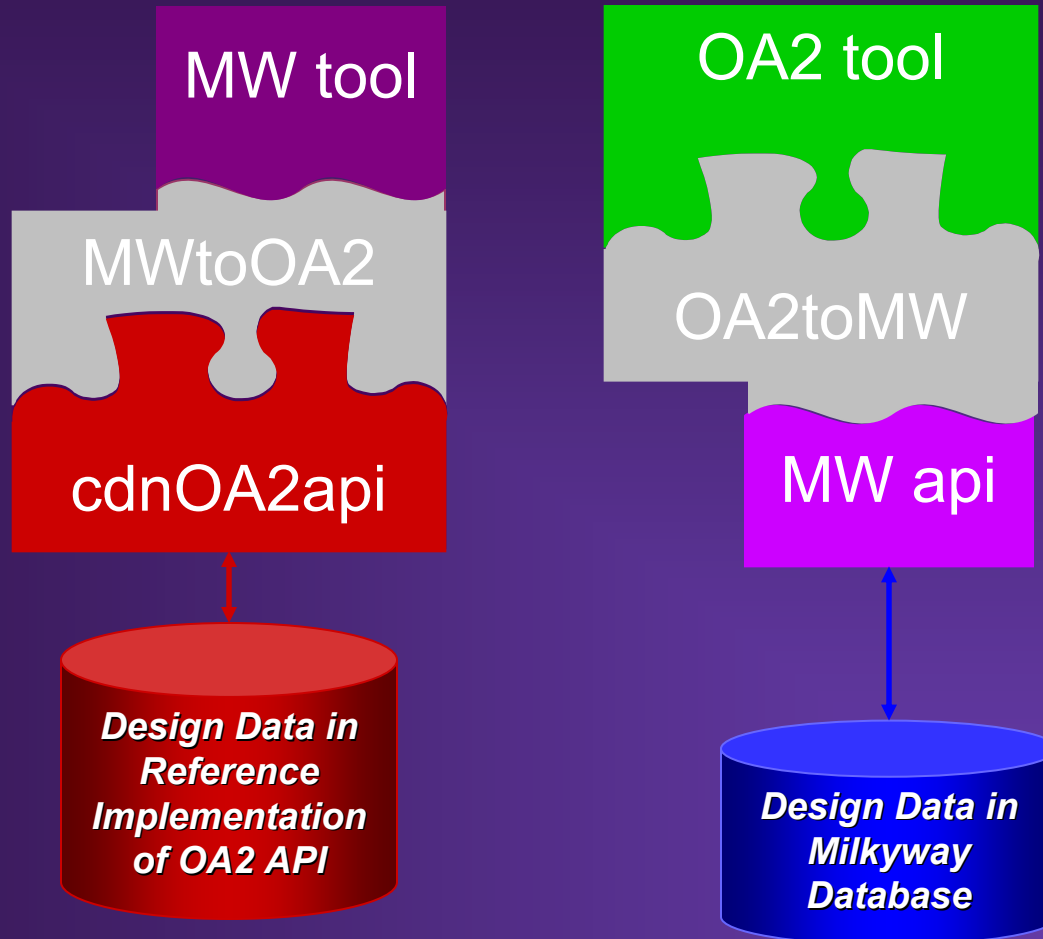 MW tool
MWtoOA2
cdnOA2api
Design Data in
Reference
Implementation
of OA2 API
OA2 tool
OA2toMW
MW api
Design Data in
Milkyway
Database